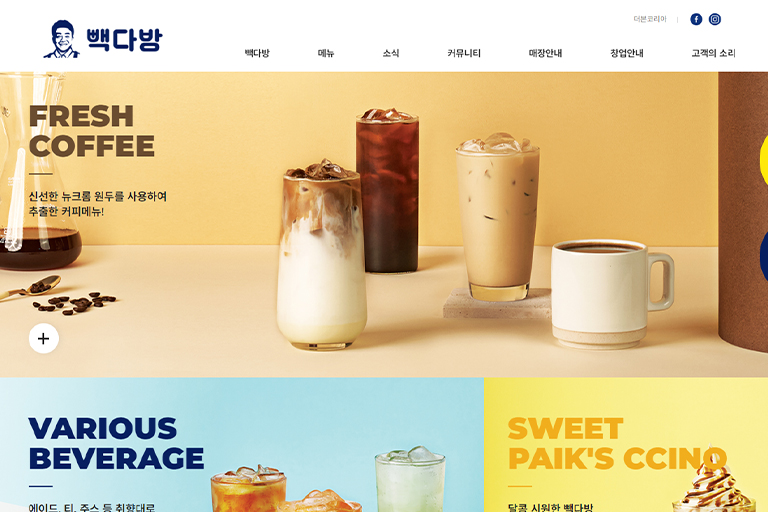 더본코리아
빽다방
빽다방
메뉴
소식
커뮤니티
매장안내
창업안내
고객의 소리
FRESH
COFFEE
신선한 뉴크롭 원두를 사용하여
추출한 커피메뉴!
VARIOUS
BEVERAGE
에이드, 티, 주스 등 취향대로
SWEET
PAIK'S CCINO
달콤 시원한 빽다방